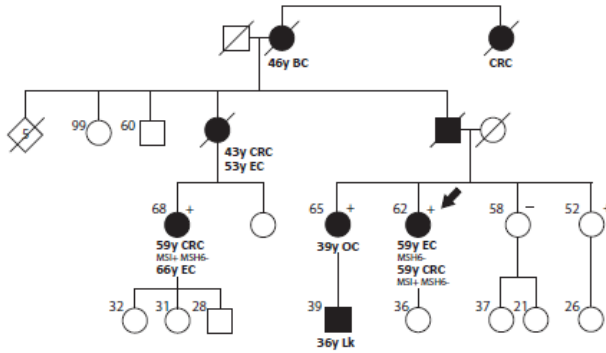 46y BC
CRC
5
99
60
43y CRC
53y EC
68 +
65 +
62 +
58 −
52 +
59y CRC
MSI+ MSH6-
66y EC
39y OC
59y EC
MSH6-
59y CRC
MSI+ MSH6-
32
31
28
39
36
37
21
26
36y Lk